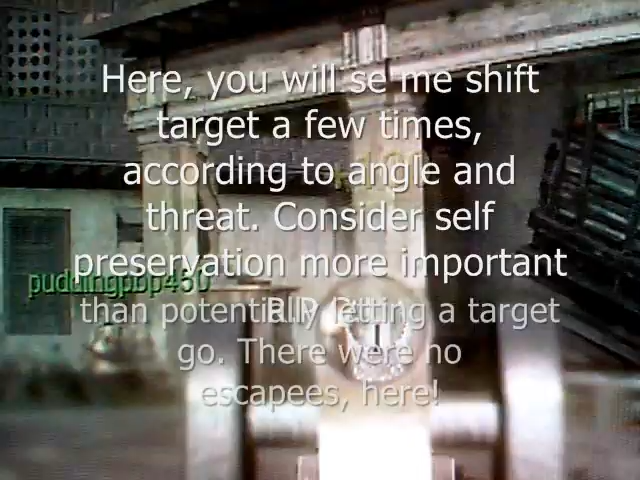 Here, you will se me shift
target a few times,
according to angle and
threat. Consider self
preservation more important
puddingpop450
than potentially letting a target
go. There were no
escapees, here!